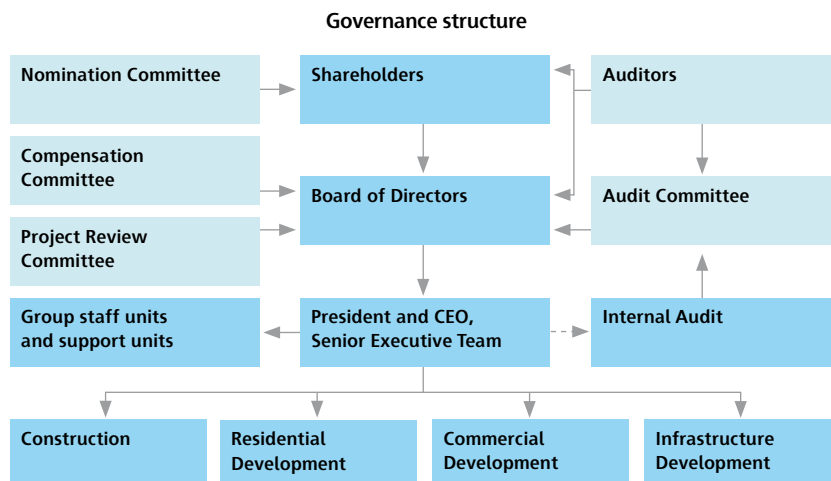 Governance structure
Nomination Committee
Shareholders
Auditors
Compensation
Committee
Board of Directors
Audit Committee
Project Review
Committee
Group staff units
and support units
President and CEO,
Senior Executive Team
Internal Audit
Construction
Residential
Development
Commercial
Development
Infrastructure
Development